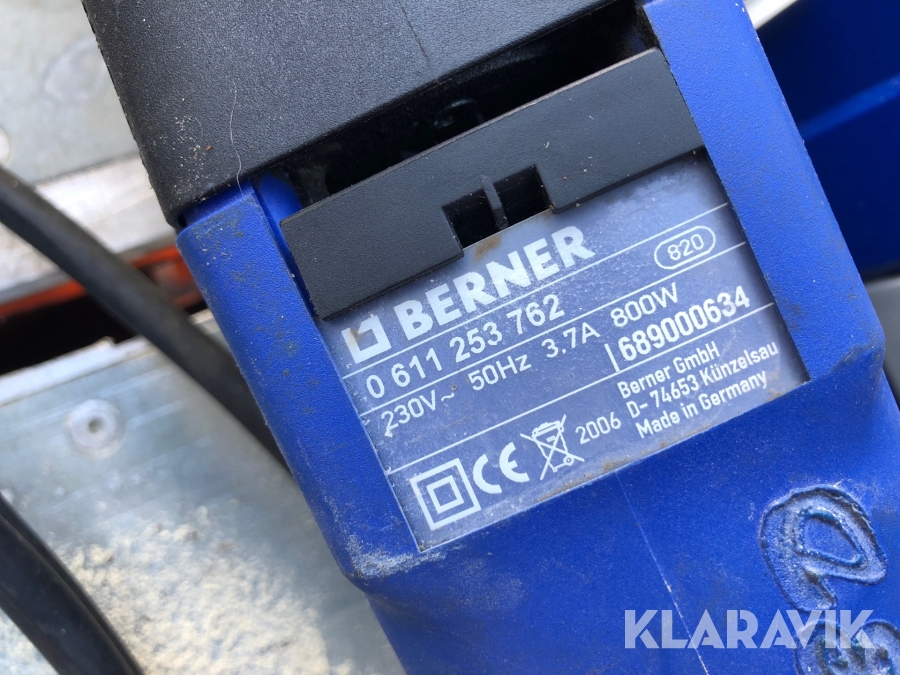 BERNER
820
0 611 253 762
230V~ 50Hz 3,7A 800W
689000634
Berner GmbH
D- 74653 Künzelsau
Made in Germany
CE 2006
KLARAVIK